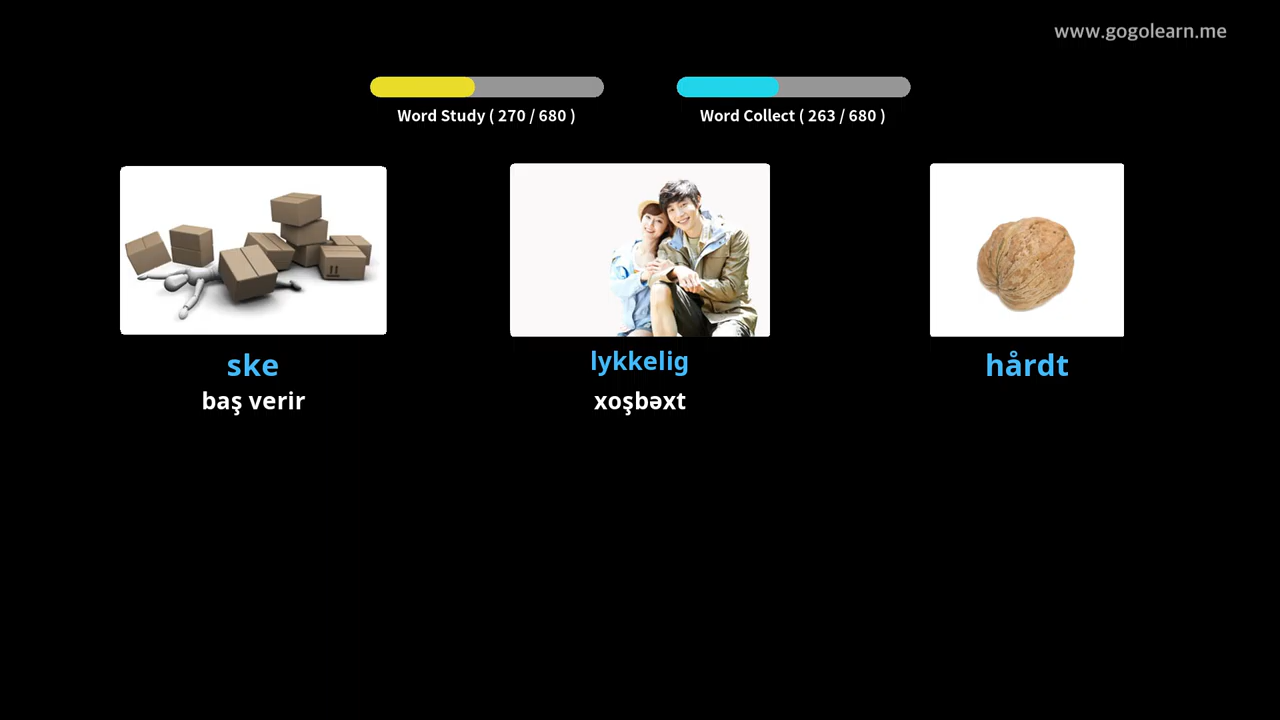 www.gogolearn.me
Word Study ( 270 / 680 )
Word Collect ( 263 / 680 )
ske
baş verir
lykkelig
xoşbəxt
hårdt